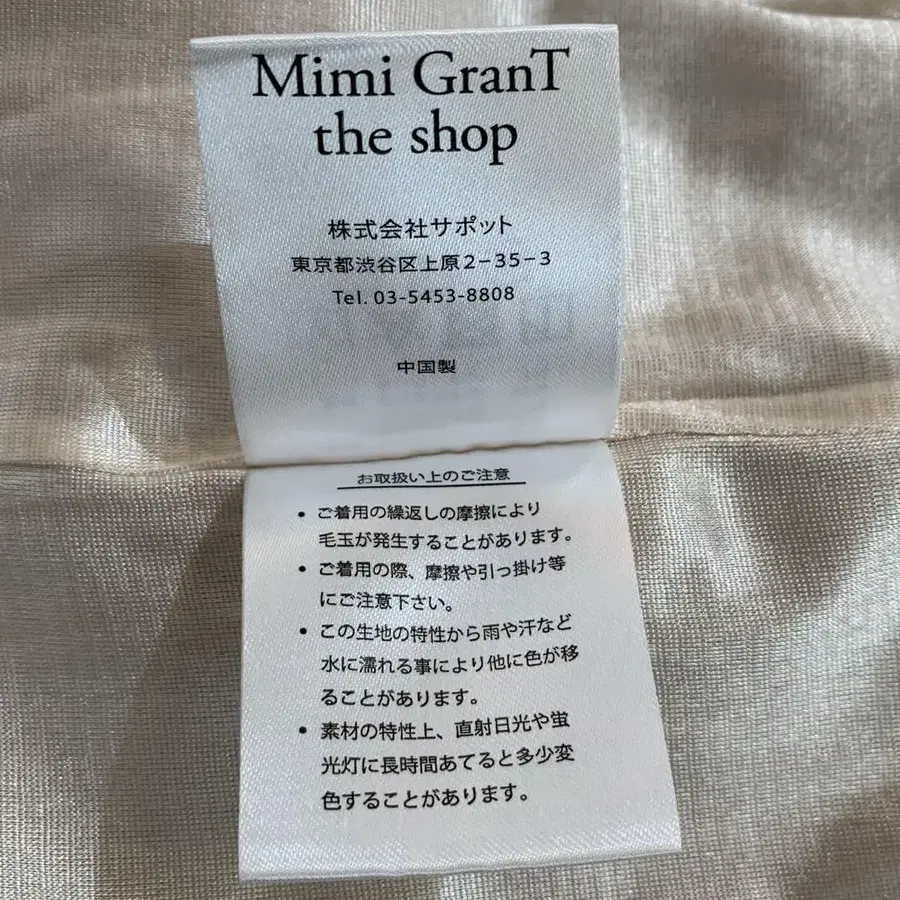 Mimi GranT
the shop
株式会社サポット
東京都渋谷区上原2-35-3
Tel. 03-5453-8808
中国製
お取扱い上のご注意
• ご着用の繰返しの摩擦により
毛玉が発生することがあります。
• ご着用の際、摩擦や引っ掛け等
にご注意下さい。
• この生地の特性から雨や汗など
水に濡れる事により他に色が移
ることがあります。
• 素材の特性上、直射日光や蛍
光灯に長時間あてると多少変
色することがあります。